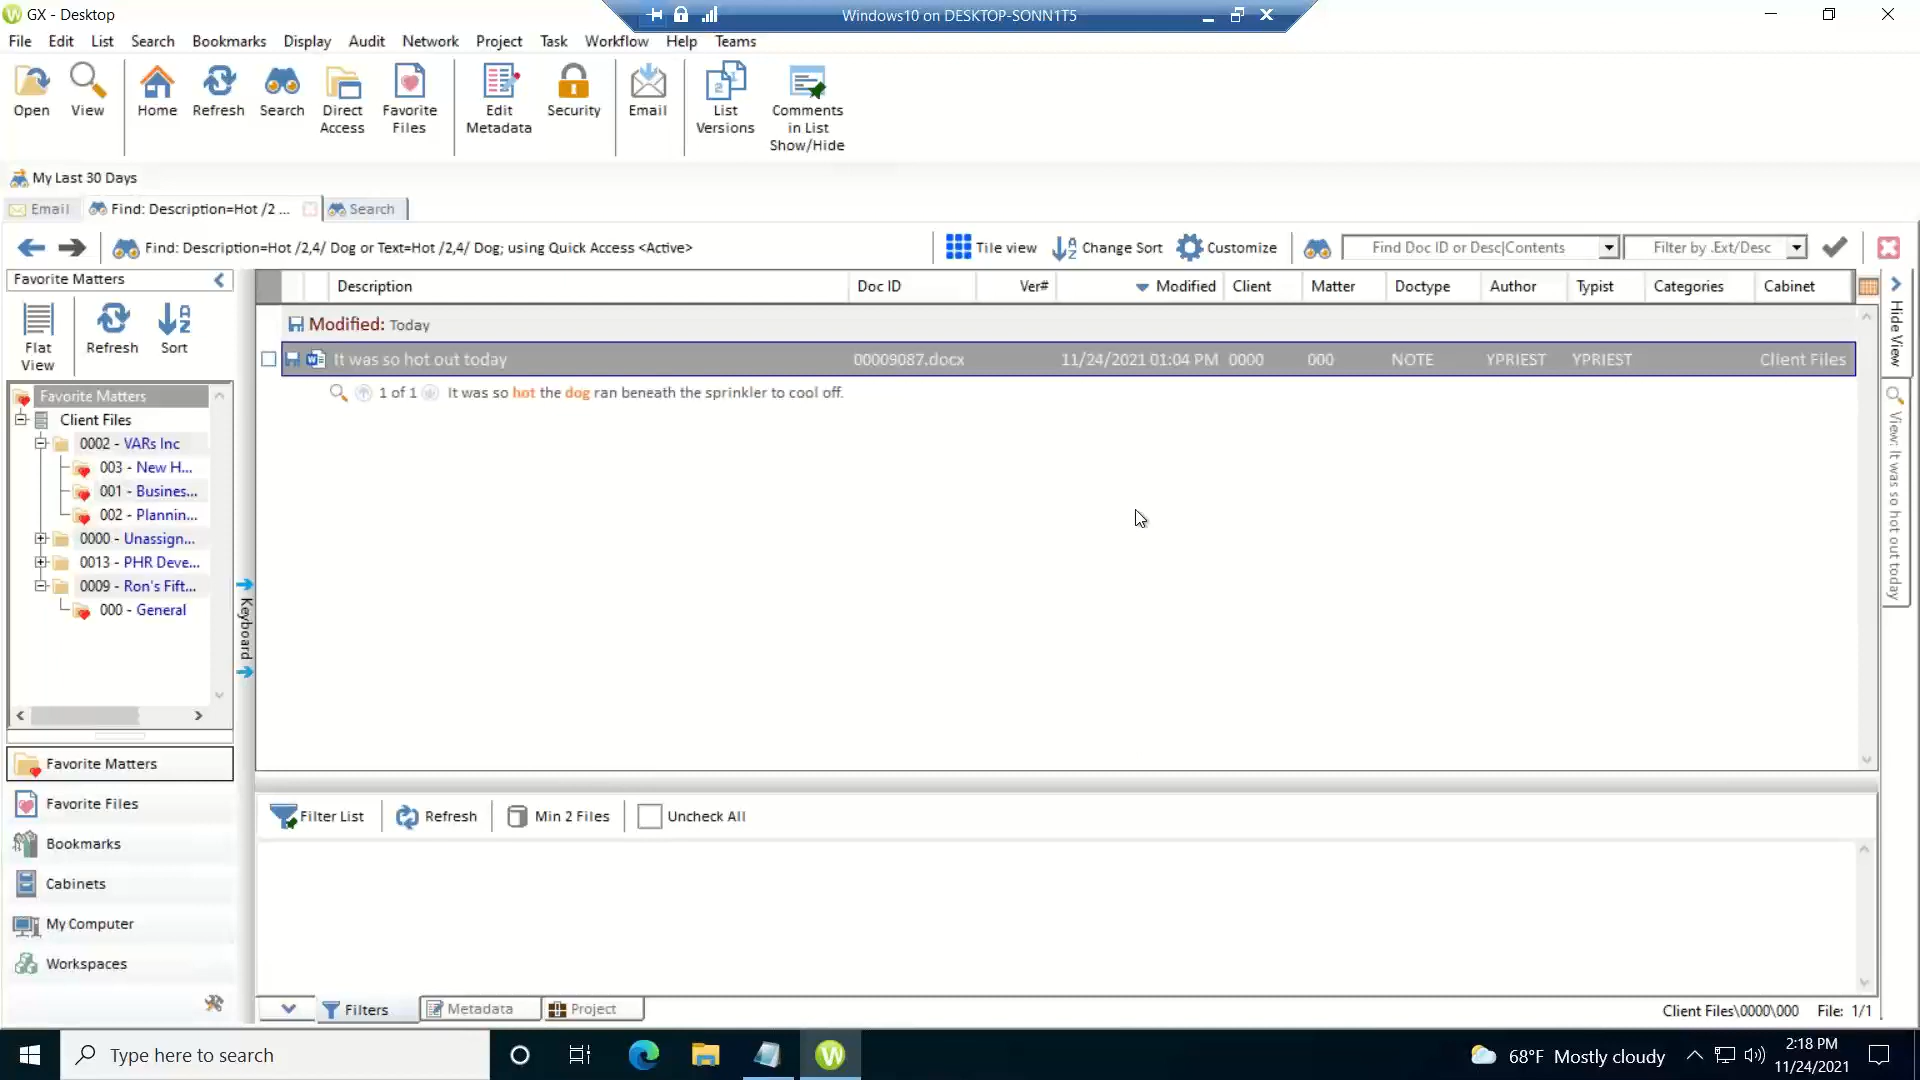 GX - Desktop
Windows10 on DESKTOP-SONN1T5
File Edit List Search Bookmarks Display Audit Network Project Task Workflow Help Teams
Open View Home Refresh Search Direct Access Favorite Files Edit Metadata Security Email List Versions Comments in List Show/Hide
My Last 30 Days
Email Find: Description=Hot /2 ... Search
Find: Description=Hot /2,4/ Dog or Text=Hot /2,4/ Dog; using Quick Access <Active> Tile view Change Sort Customize Find Doc ID or Desc|Contents Filter by .Ext/Desc
Favorite Matters
Flat View Refresh Sort
Favorite Matters
Client Files
0002 - VARs Inc
003 - New H...
001 - Busines...
002 - Plannin...
0000 - Unassign...
0013 - PHR Deve...
0009 - Ron's Fift...
000 - General
Favorite Matters
Favorite Files
Bookmarks
Cabinets
My Computer
Workspaces
Keyboard
Description Doc ID Ver# Modified Client Matter Doctype Author Typist Categories Cabinet
Modified: Today
It was so hot out today 00009087.docx 11/24/2021 01:04 PM 0000 000 NOTE YPRIEST YPRIEST Client Files
1 of 1 It was so hot the dog ran beneath the sprinkler to cool off.
Hide View
View: It was so hot out today
Filter List Refresh Min 2 Files Uncheck All
Filters Metadata Project
Client Files\0000\000 File: 1/1
Type here to search
68°F Mostly cloudy
2:18 PM
11/24/2021